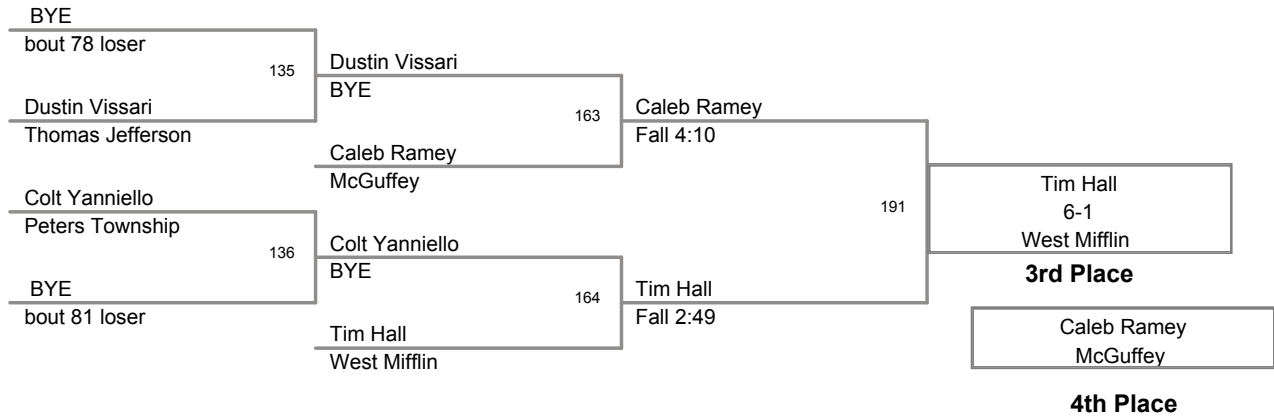 BYE
bout 78 loser
135
Dustin Vissari
Thomas Jefferson
Dustin Vissari
BYE
163
Caleb Ramey
McGuffey
Caleb Ramey
Fall 4:10
Colt Yanniello
Peters Township
136
BYE
bout 81 loser
Colt Yanniello
BYE
164
Tim Hall
West Mifflin
Tim Hall
Fall 2:49
191
Tim Hall
6-1
West Mifflin
3rd Place
Caleb Ramey
McGuffey
4th Place